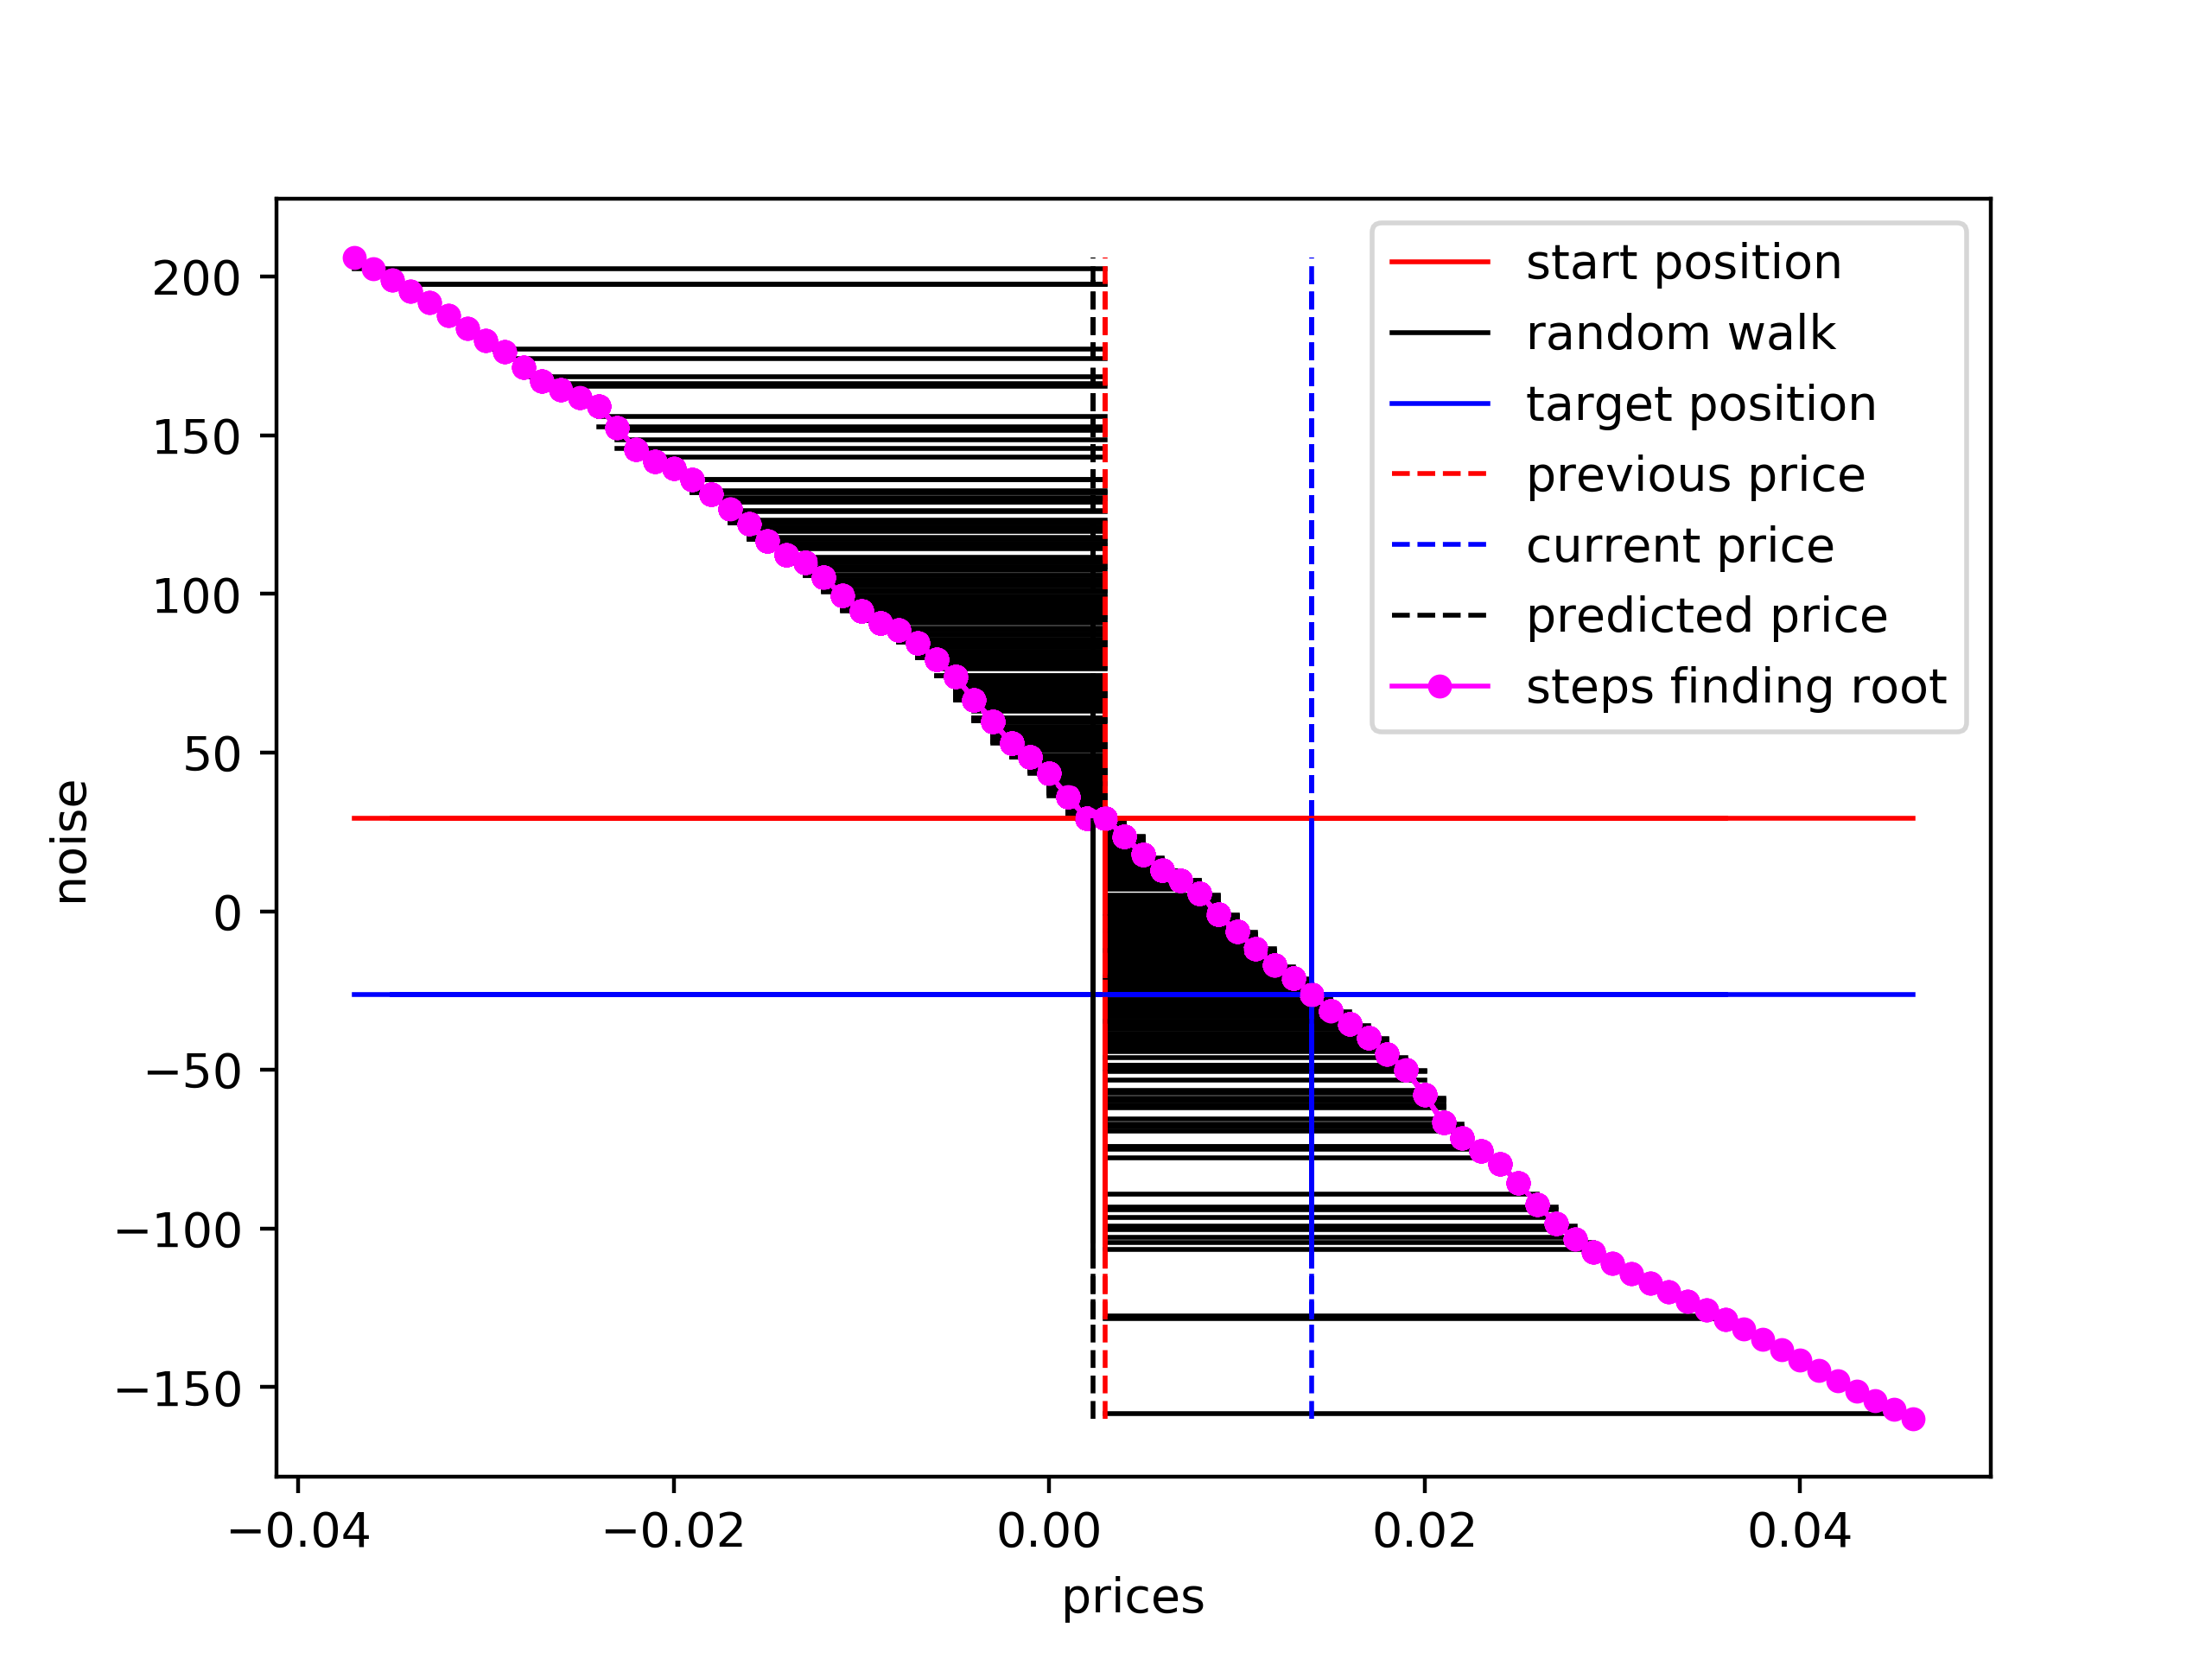 200
150
100
50
0
−50
−100
−150
noise
−0.04
−0.02
0.00
0.02
0.04
prices
start position
random walk
target position
previous price
current price
predicted price
steps finding root